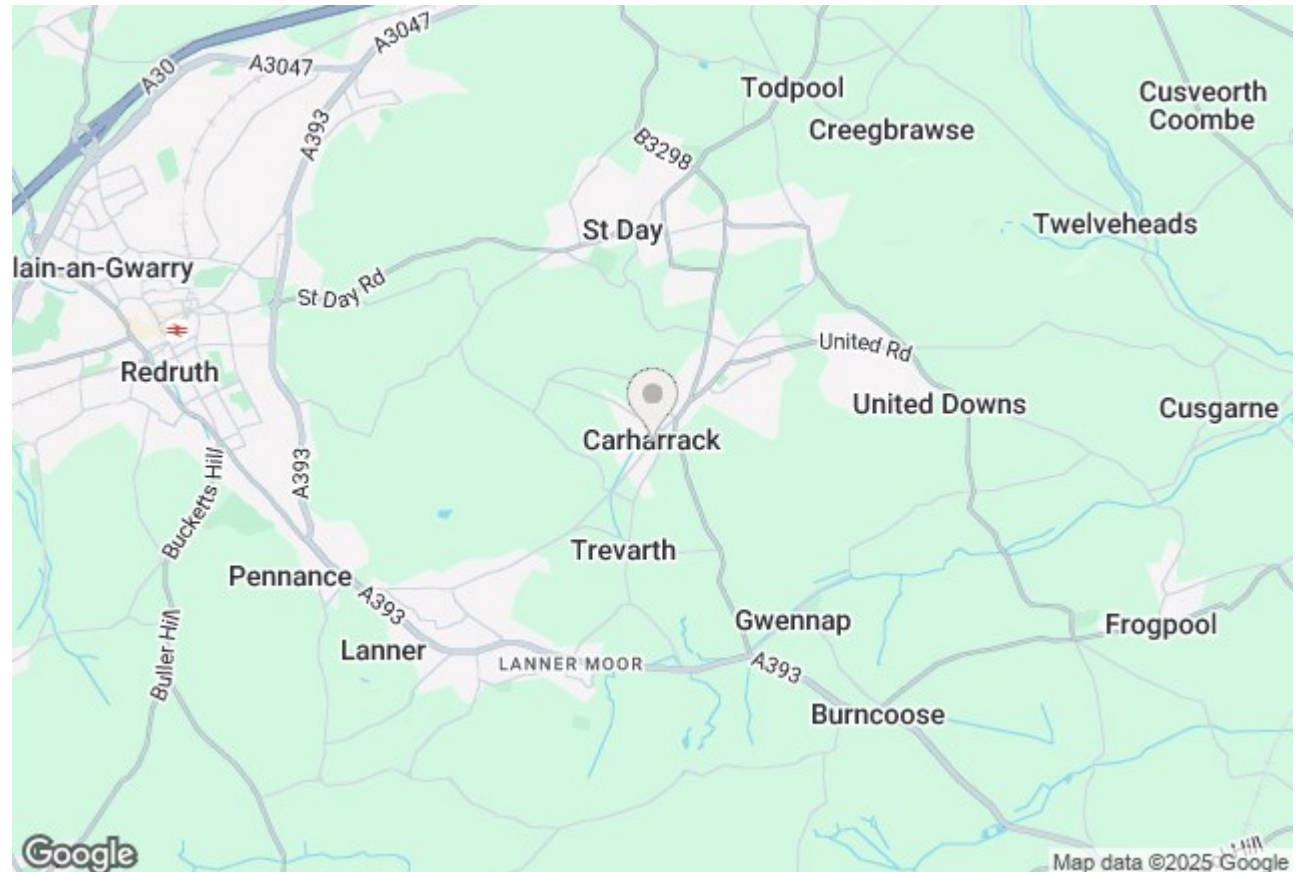 A3047
A30
A3047
A393
B3298
Todpool
Creegbrawse
Cusveorth
Coombe
St Day
Twelveheads
lain-an-Gwarry
St Day Rd
Redruth
United Rd
United Downs
Cusgarne
Carharrack
A393
Bucketts Hill
Trevarth
Pennance
A393
Gwennap
Frogpool
Lanner
LANNER MOOR
A393
Buller Hill
Burncoose
Google
Hill
Map data ©2025 Google